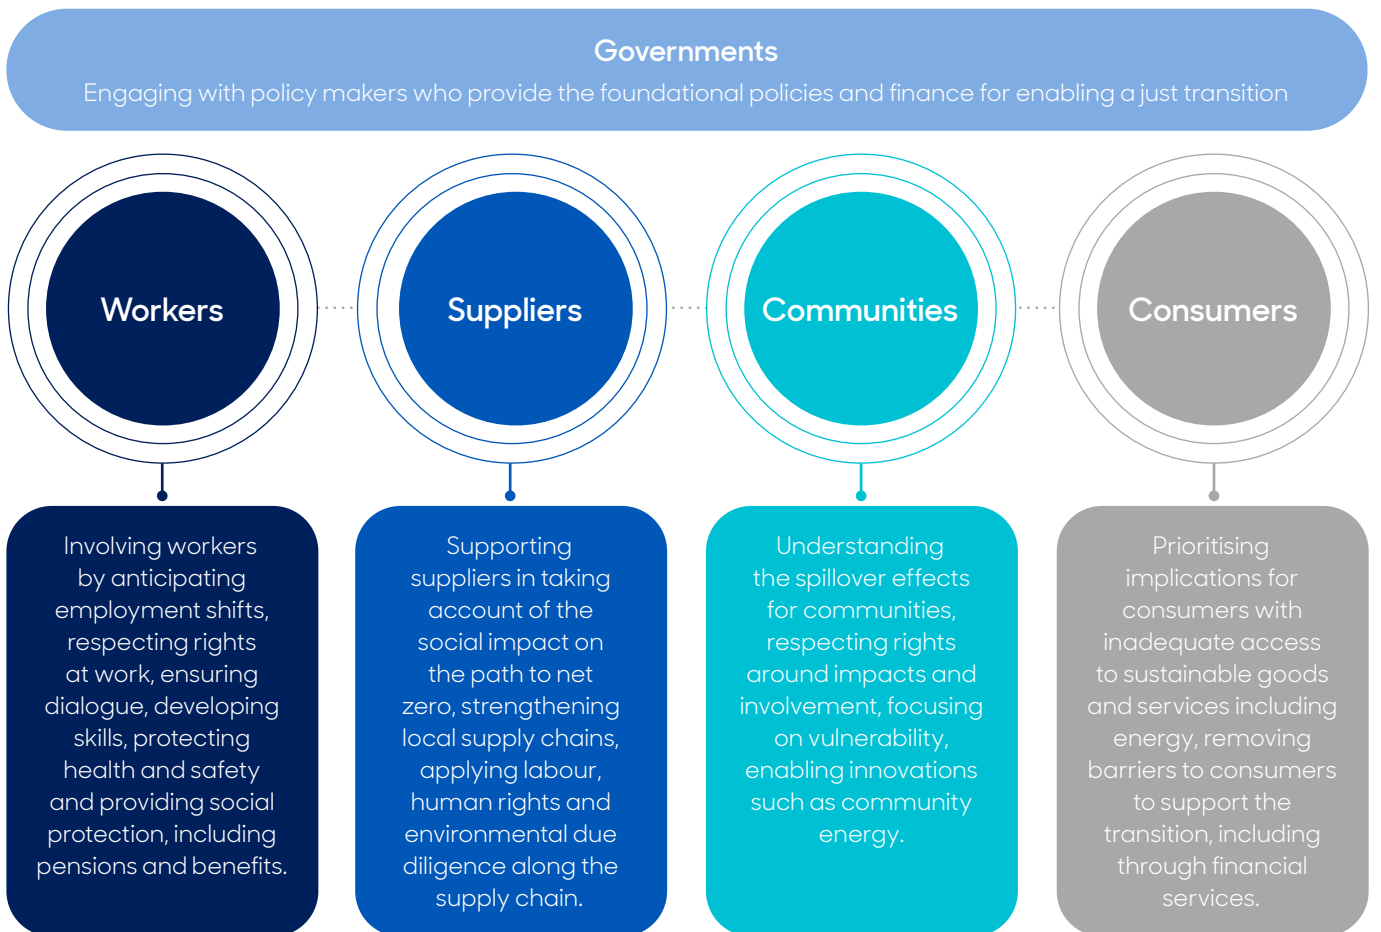 Governments
Engaging with policy makers who provide the foundational policies and finance for enabling a just transition
Workers
Suppliers
Communities
Consumers
Involving workers
by anticipating
employment shifts,
respecting rights
at work, ensuring
dialogue, developing
skills, protecting
health and safety
and providing social
protection, including
pensions and benefits.
Supporting
suppliers in taking
account of the
social impact on
the path to net
zero, strengthening
local supply chains,
applying labour,
human rights and
environmental due
diligence along the
supply chain.
Understanding
the spillover effects
for communities,
respecting rights
around impacts and
involvement, focusing
on vulnerability,
enabling innovations
such as community
energy.
Prioritising
implications for
consumers with
inadequate access
to sustainable goods
and services including
energy, removing
barriers to consumers
to support the
transition, including
through financial
services.